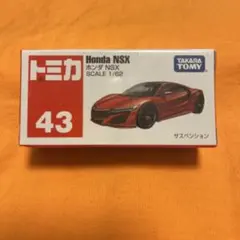 トミカ
43
Honda NSX
ホンダ NSX
SCALE 1/62
TAKARA
TOMY
サスペンション